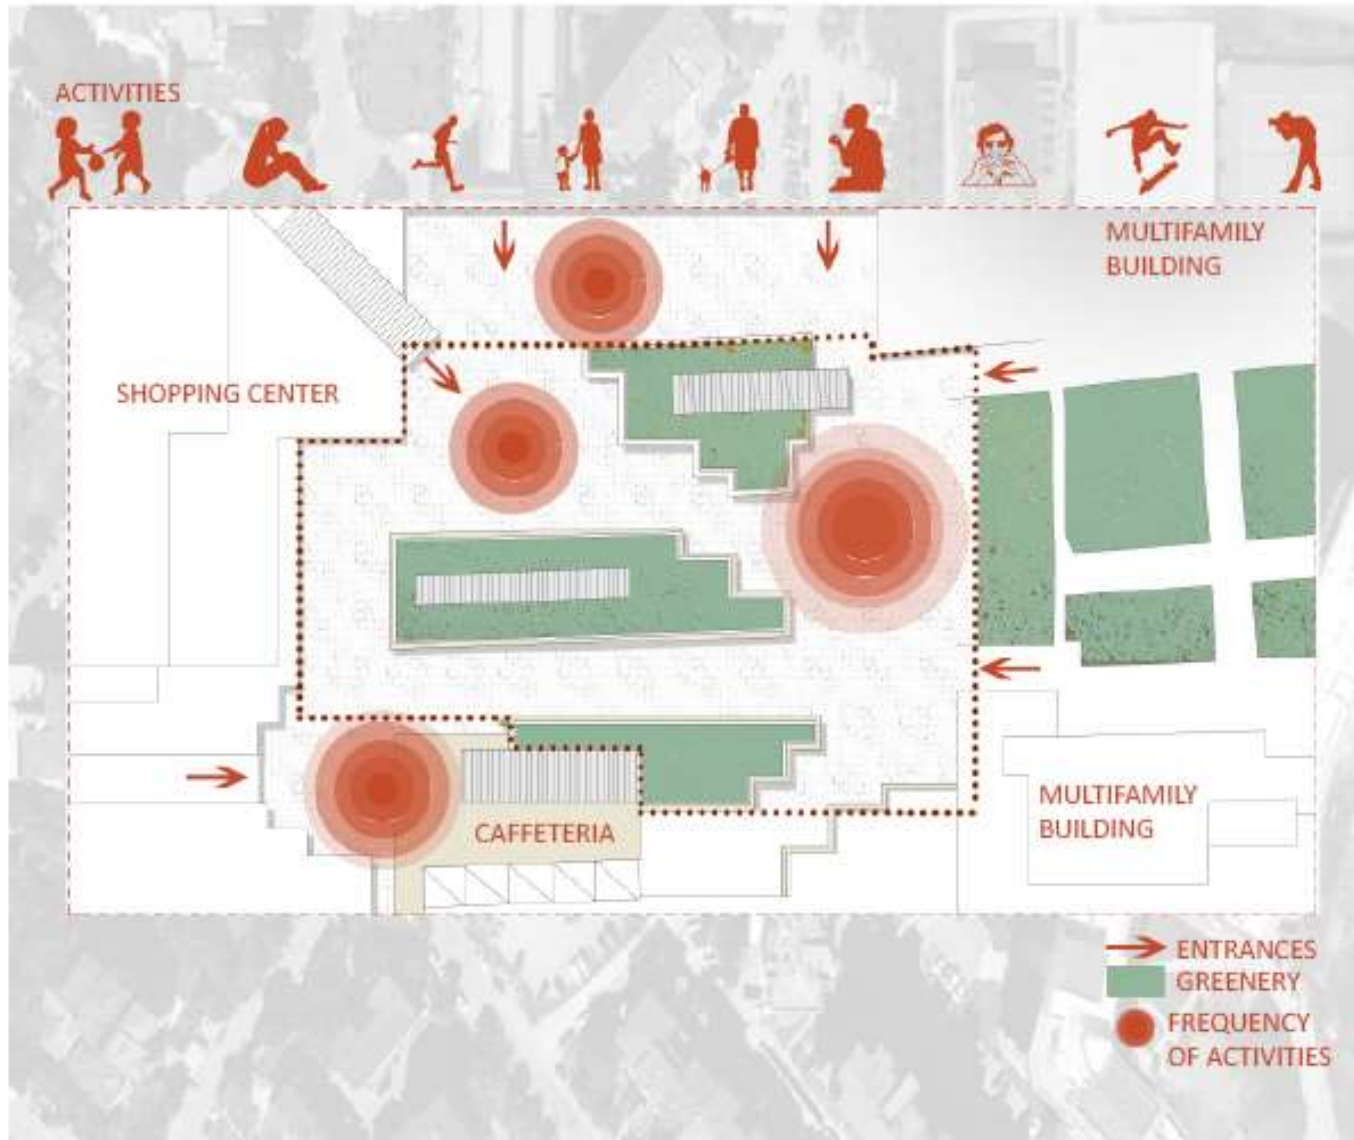 ACTIVITIES
MULTIFAMILY
BUILDING
SHOPPING CENTER
MULTIFAMILY
BUILDING
CAFFETERIA
ENTRANCES
GREENERY
FREQUENCY
OF ACTIVITIES